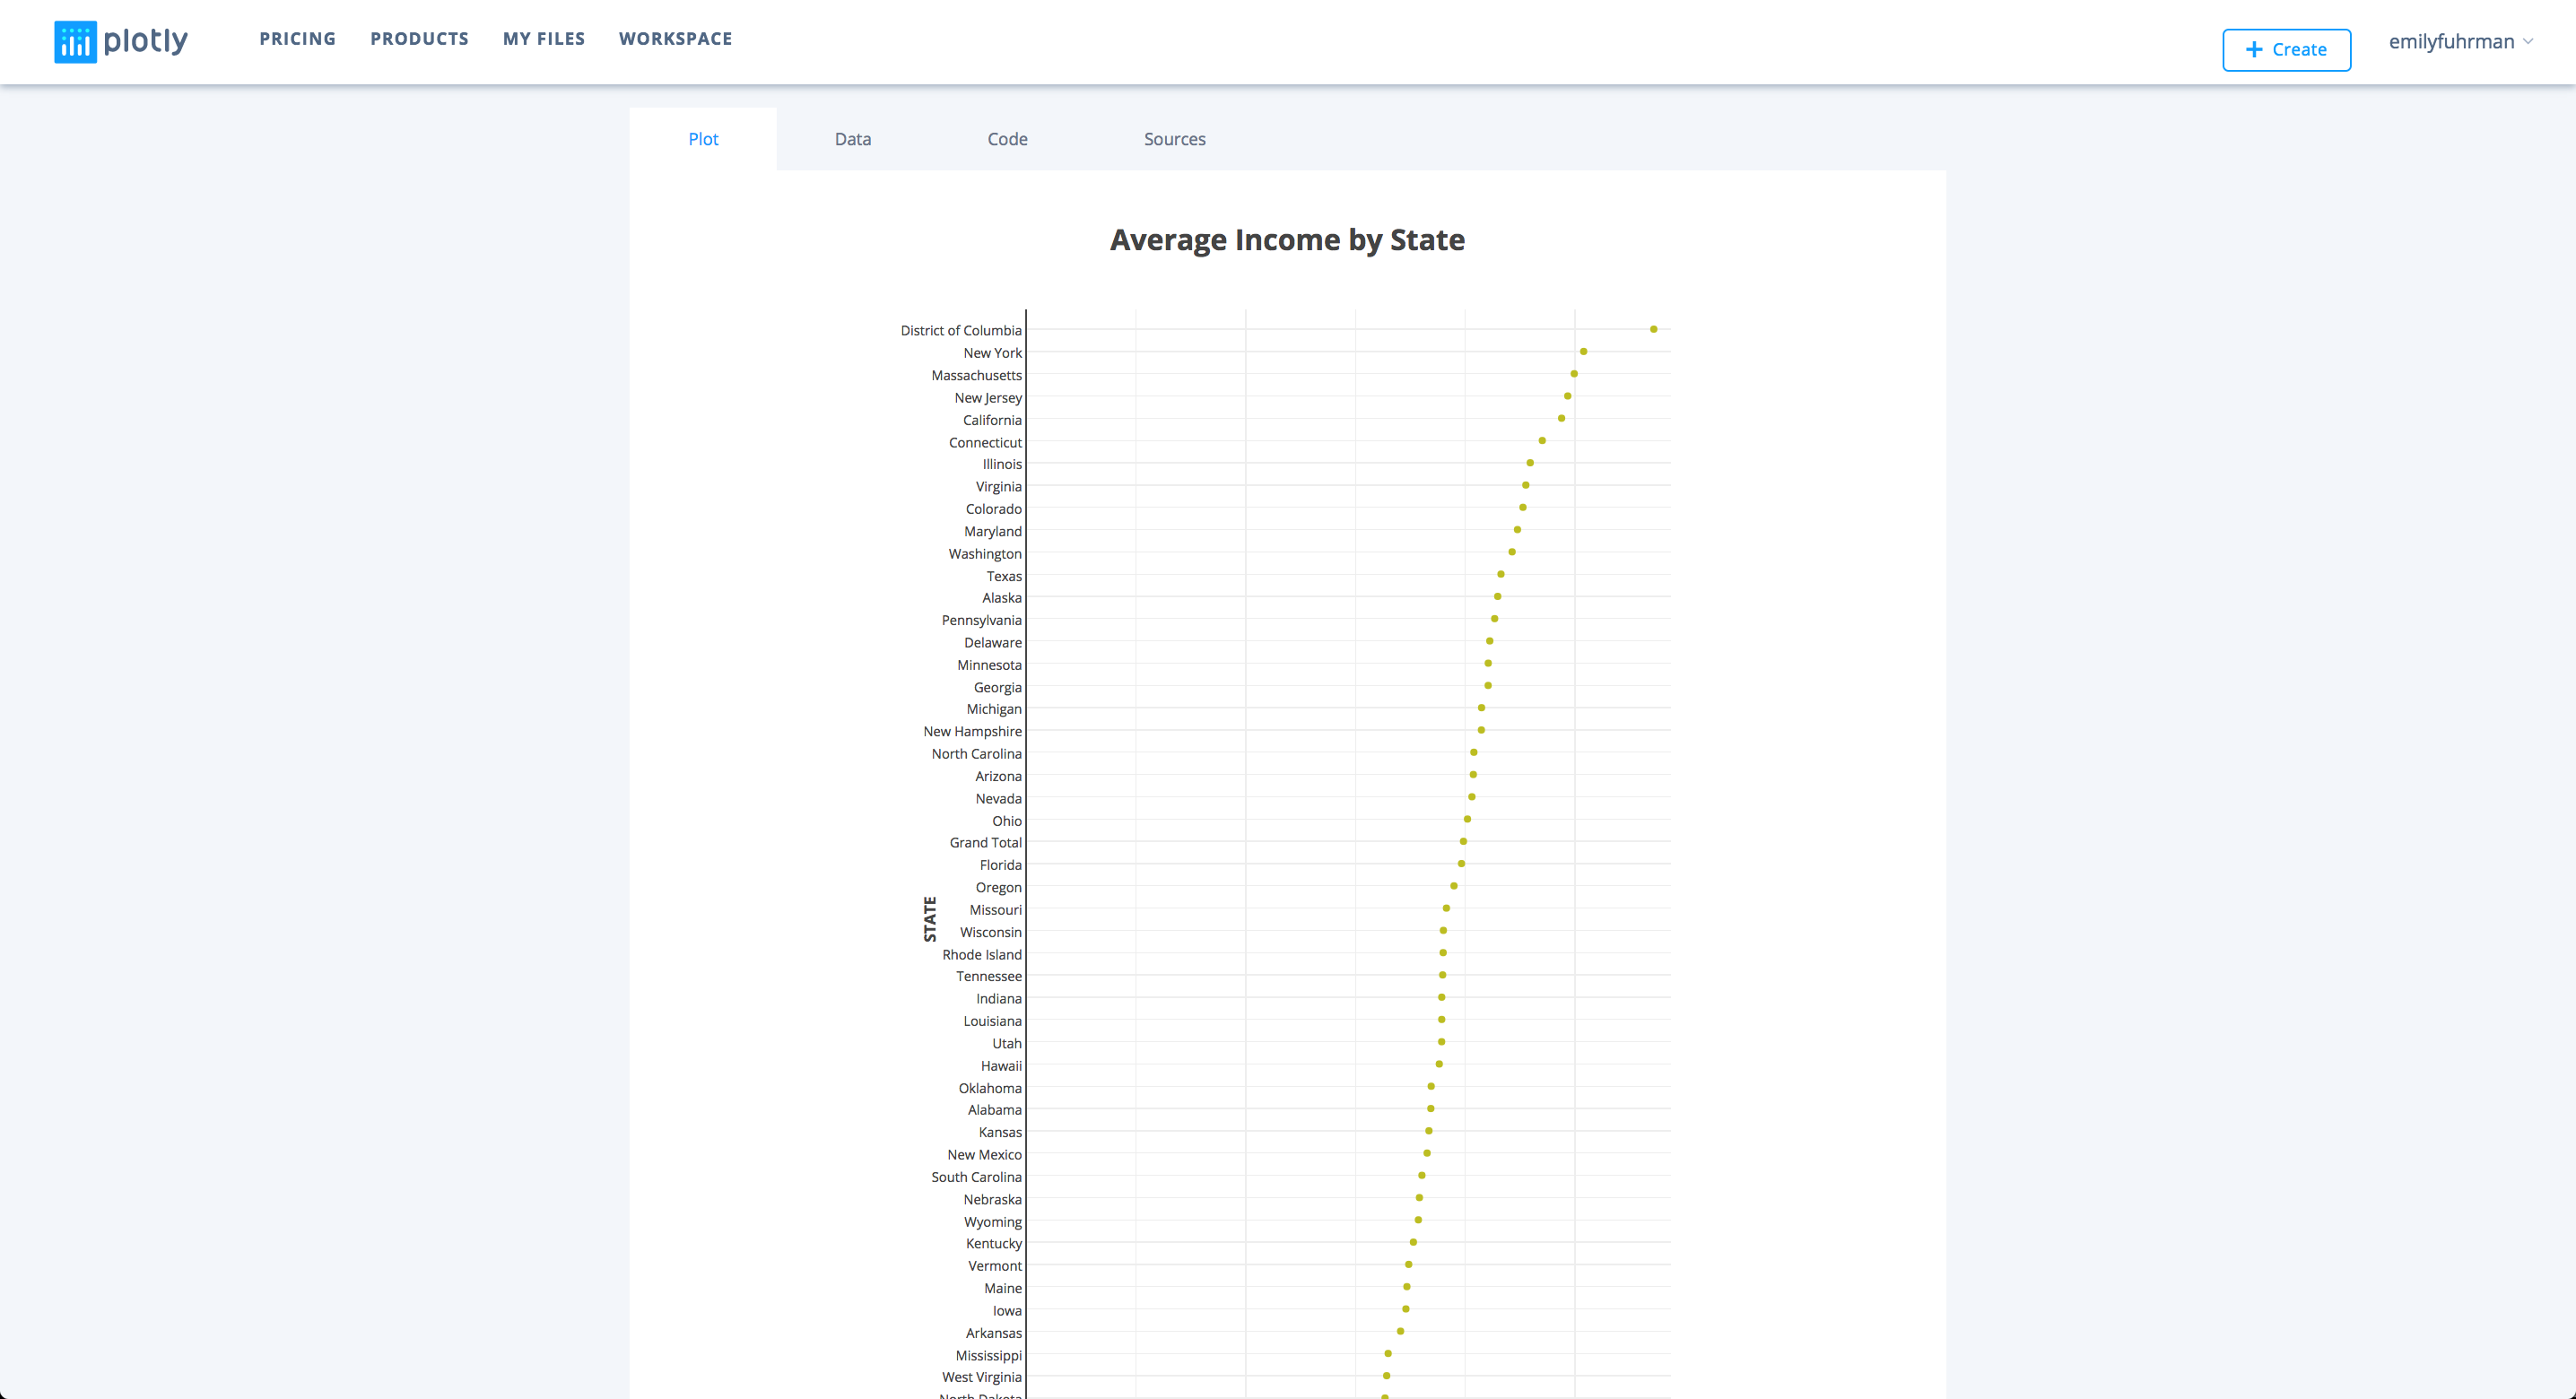 plotly
PRICING PRODUCTS MY FILES WORKSPACE
+ Create
emilyfuhrman
Plot Data Code Sources
Average Income by State
District of Columbia
New York
Massachusetts
New Jersey
California
Connecticut
Illinois
Virginia
Colorado
Maryland
Washington
Texas
Alaska
Pennsylvania
Delaware
Minnesota
Georgia
Michigan
New Hampshire
North Carolina
Arizona
Nevada
Ohio
Grand Total
Florida
Oregon
STATE
Missouri
Wisconsin
Rhode Island
Tennessee
Indiana
Louisiana
Utah
Hawaii
Oklahoma
Alabama
Kansas
New Mexico
South Carolina
Nebraska
Wyoming
Kentucky
Vermont
Maine
Iowa
Arkansas
Mississippi
West Virginia
North Dakota